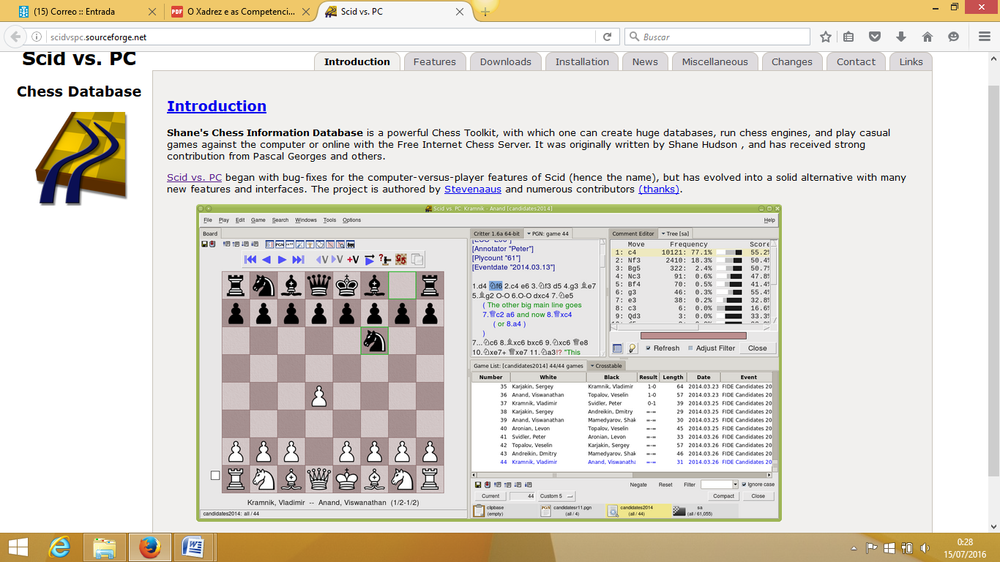 (15) Correo :: Entrada
O Xadrez e as Competenci...
Scid vs. PC
scidvspc.sourceforge.net
Buscar
Scid vs. PC
Chess Database
Introduction
Features
Downloads
Installation
News
Miscellaneous
Changes
Contact
Links
Introduction
Shane's Chess Information Database is a powerful Chess Toolkit, with which one can create huge databases, run chess engines, and play casual
games against the computer or online with the Free Internet Chess Server. It was originally written by Shane Hudson , and has received strong
contribution from Pascal Georges and others.
Scid vs. PC began with bug-fixes for the computer-versus-player features of Scid (hence the name), but has evolved into a solid alternative with many
new features and interfaces. The project is authored by Stevenaaus and numerous contributors (thanks).
Scid vs. PC: Kramnik - Anand [candidates2014]
File Play Edit Game Search Windows Tools Options Help
Board
Kramnik, Vladimir -- Anand, Viswanathan (1/2-1/2)
candidates2014: all / 44
Critter 1.6a 64-bit
PGN: game 44
[Annotator "Peter"]
[Plycount "61"]
[Eventdate "2014.03.13"]
1.d4 ♘f6 2.c4 e6 3.♘f3 d5 4.g3 ♗e7
5.♗g2 O-O 6.O-O dxc4 7.♘e5
( The other big main line goes
7.♕c2 a6 and now 8.♕xc4
( or 8.a4 )
)
7...♘c6 8.♗xc6 bxc6 9.♘xc6 ♕e8
10.♘xe7+ ♕xe7 11.♘a3!? "This
Comment Editor
Tree [sa]
Move Frequency Score
1: c4 10121: 77.1% 55.2%
2: Nf3 2410: 18.3% 50.4%
3: Bg5 322: 2.4% 50.7%
4: Nc3 91: 0.6% 47.8%
5: Bf4 70: 0.5% 41.4%
6: g3 46: 0.3% 55.4%
7: e3 38: 0.2% 32.8%
8: c3 6: 0.0% 16.6%
9: Qd3 3: 0.0% 33.3%
Refresh Adjust Filter Close
Game List: [candidates2014] 44/44 games
Crosstable
Number White Black Result Length Date Event
35 Karjakin, Sergey Kramnik, Vladimir 1-0 64 2014.03.23 FIDE Candidates 20
36 Anand, Viswanathan Topalov, Veselin 1-0 57 2014.03.23 FIDE Candidates 20
37 Kramnik, Vladimir Svidler, Peter 0-1 39 2014.03.25 FIDE Candidates 20
38 Karjakin, Sergey Andreikin, Dmitry =-= 29 2014.03.25 FIDE Candidates 20
39 Anand, Viswanathan Mamedyarov, Shak =-= 30 2014.03.25 FIDE Candidates 20
40 Aronian, Levon Topalov, Veselin =-= 45 2014.03.25 FIDE Candidates 20
41 Svidler, Peter Aronian, Levon =-= 33 2014.03.26 FIDE Candidates 20
42 Topalov, Veselin Karjakin, Sergey =-= 57 2014.03.26 FIDE Candidates 20
43 Andreikin, Dmitry Mamedyarov, Shak =-= 46 2014.03.26 FIDE Candidates 20
44 Kramnik, Vladimir Anand, Viswanatha =-= 31 2014.03.26 FIDE Candidates 20
Negate Reset Filter Ignore case
Current 44 Custom 5 Compact Close
clipbase
(empty)
candidatesr11.pgn
(all / 4)
candidates2014
(all / 44)
sa
(all / 61,055)
0:28
15/07/2016